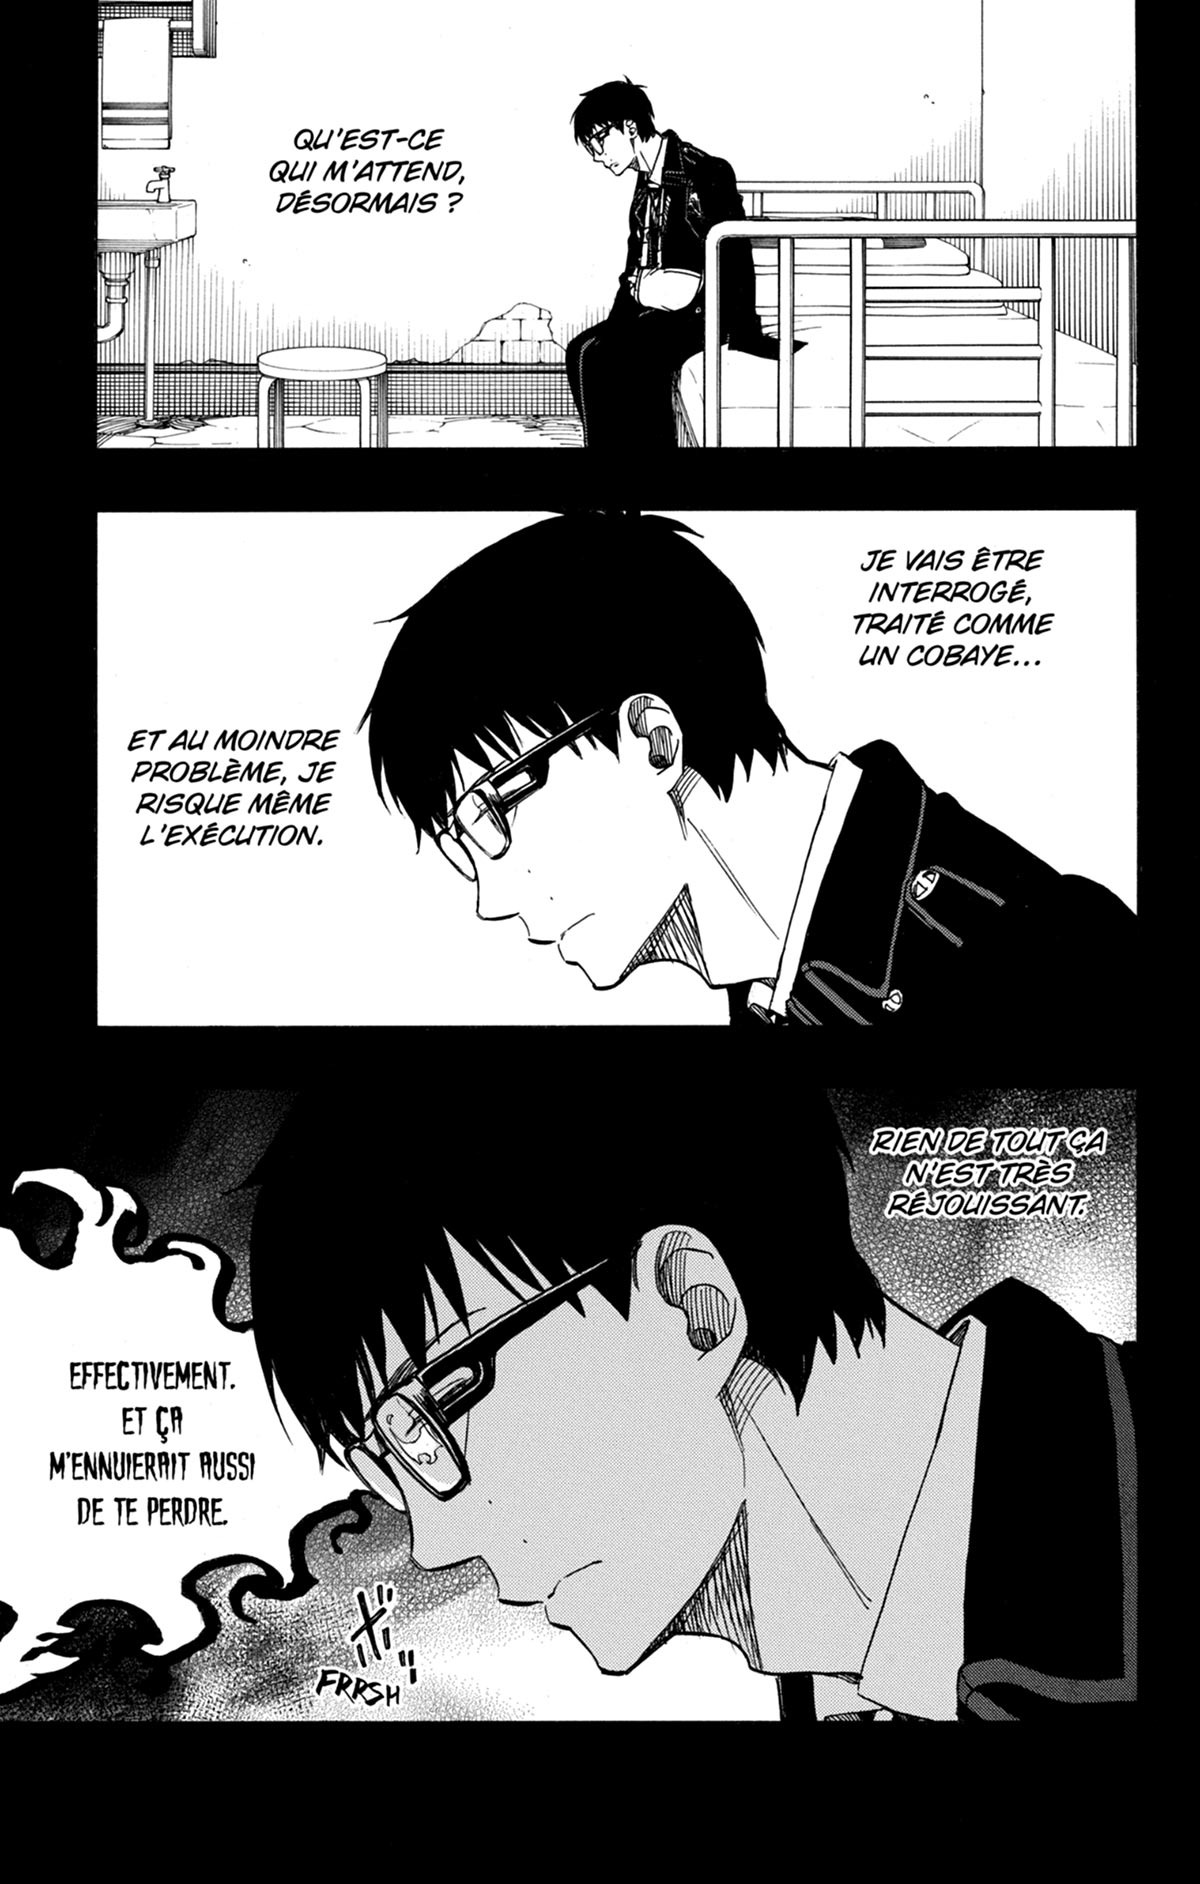 QU'EST-CE
QUI M'ATTEND,
DÉSORMAIS ?
JE VAIS ÊTRE
INTERROGÉ,
TRAITÉ COMME
UN COBAYE...
ET AU MOINDRE
PROBLÈME, JE
RISQUE MÊME
L'EXÉCUTION.
RIEN DE TOUT ÇA
N'EST TRÈS
RÉJOUISSANT.
EFFECTIVEMENT.
ET ÇA
M'ENNUIERAIT AUSSI
DE TE PERDRE.
FRRSH